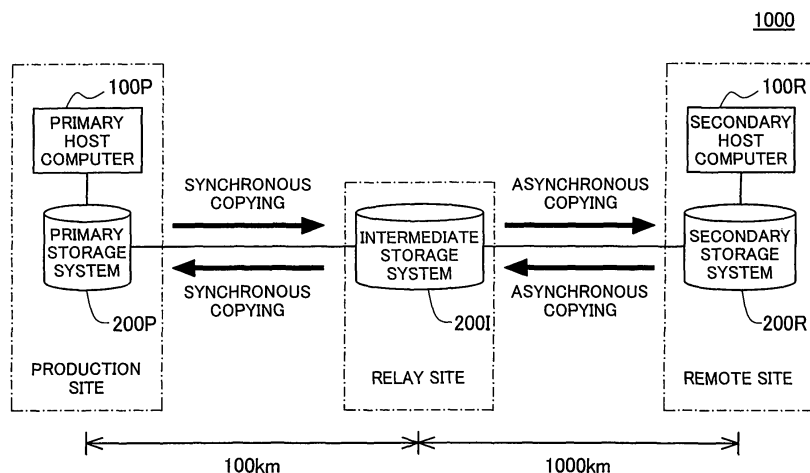 1000
100P
PRIMARY
HOST
COMPUTER
100R
SECONDARY
HOST
COMPUTER
SYNCHRONOUS
COPYING
ASYNCHRONOUS
COPYING
PRIMARY
STORAGE
SYSTEM
INTERMEDIATE
STORAGE
SYSTEM
SECONDARY
STORAGE
SYSTEM
SYNCHRONOUS
COPYING
ASYNCHRONOUS
COPYING
200P
200I
200R
PRODUCTION
SITE
RELAY SITE
REMOTE SITE
100km
1000km